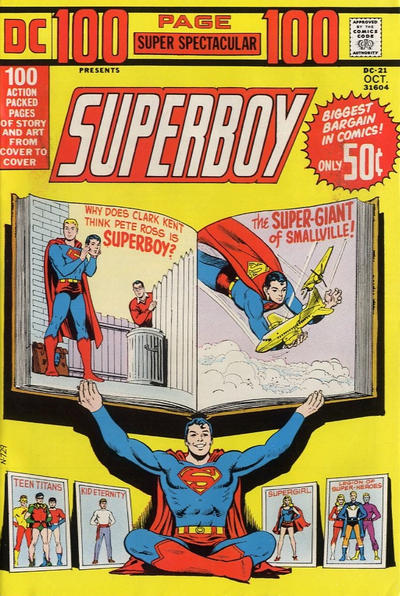 DC 100 PAGE SUPER SPECTACULAR 100
PRESENTS
APPROVED
BY THE
COMICS
CODE
AUTHORITY
DC-21
OCT.
31604
100
ACTION
PACKED
PAGES
OF STORY
AND ART
FROM
COVER TO
COVER
SUPERBOY
BIGGEST
BARGAIN
IN COMICS!
ONLY 50¢
WHY DOES CLARK KENT
THINK PETE ROSS IS
SUPERBOY?
The SUPER-GIANT
of SMALLVILLE!
S
N-729
TEEN TITANS
KID ETERNITY
SUPERGIRL
LEGION OF
SUPER-HEROES